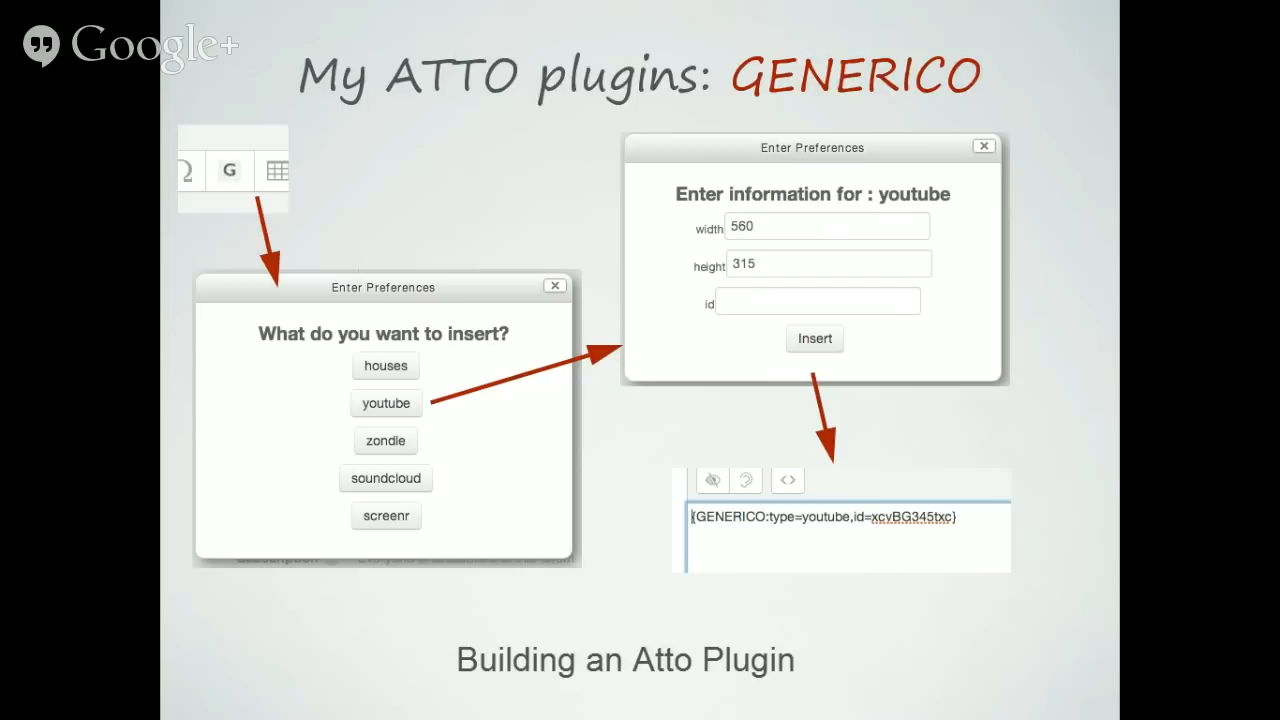 Google+
My ATTO plugins: GENERICO
Ω G
Enter Preferences
What do you want to insert?
houses
youtube
zondle
soundcloud
screenr
Enter Preferences
Enter information for : youtube
width 560
height 315
id
Insert
{GENERICO:type=youtube,id=xcvBG345txc}
Building an Atto Plugin